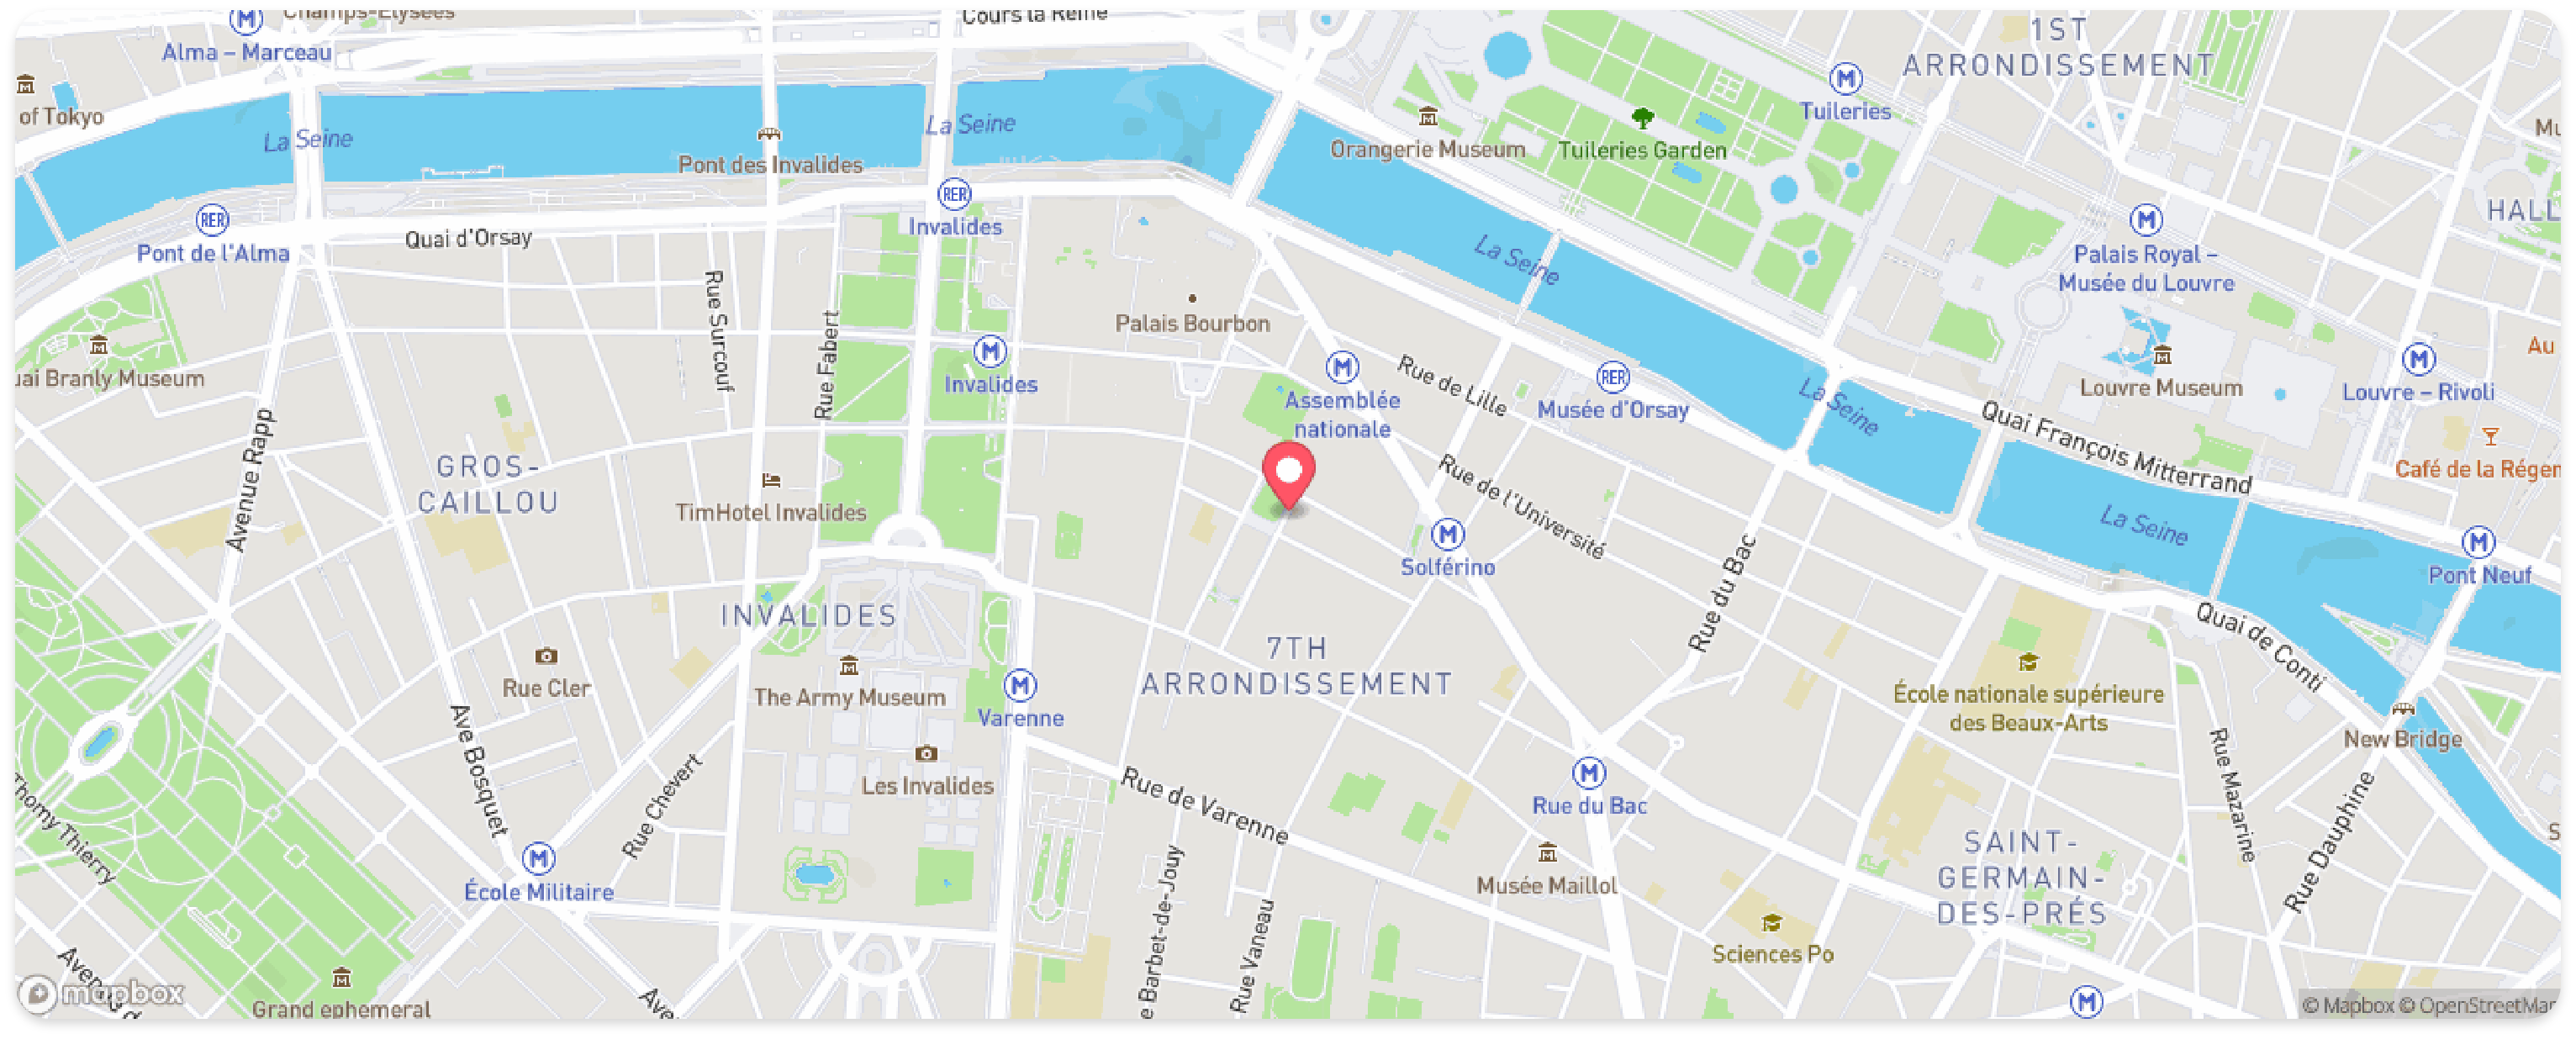 Champs-Elysées
Cours la Reine
Alma – Marceau
of Tokyo
La Seine
Pont des Invalides
La Seine
RER
Invalides
RER
Pont de l'Alma
Quai d'Orsay
Rue Surcouf
Rue Fabert
Palais Bourbon
Invalides
Orangerie Museum
Tuileries Garden
Tuileries
1ST
ARRONDISSEMENT
La Seine
Palais Royal –
Musée du Louvre
HALL
Louvre Museum
Louvre – Rivoli
Au
uai Branly Museum
Avenue Rapp
GROS-
CAILLOU
TimHotel Invalides
Assemblée
nationale
Rue de Lille
RER
Musée d'Orsay
La Seine
Quai François Mitterrand
Café de la Régen
Rue de l'Université
Solférino
La Seine
Pont Neuf
Rue du Bac
INVALIDES
7TH
ARRONDISSEMENT
Rue Cler
The Army Museum
Varenne
Les Invalides
Quai de Conti
École nationale supérieure
des Beaux-Arts
New Bridge
Ave Bosquet
Rue Chevert
Rue de Varenne
Rue du Bac
Rue Mazarine
Rue Dauphine
Thomy Thierry
École Militaire
Musée Maillol
SAINT-
GERMAIN-
DES-PRÉS
e Barbet-de-Jouy
Rue Vaneau
Sciences Po
Avenue d
mapbox
Grand ephemeral
Ave
© Mapbox © OpenStreetMap